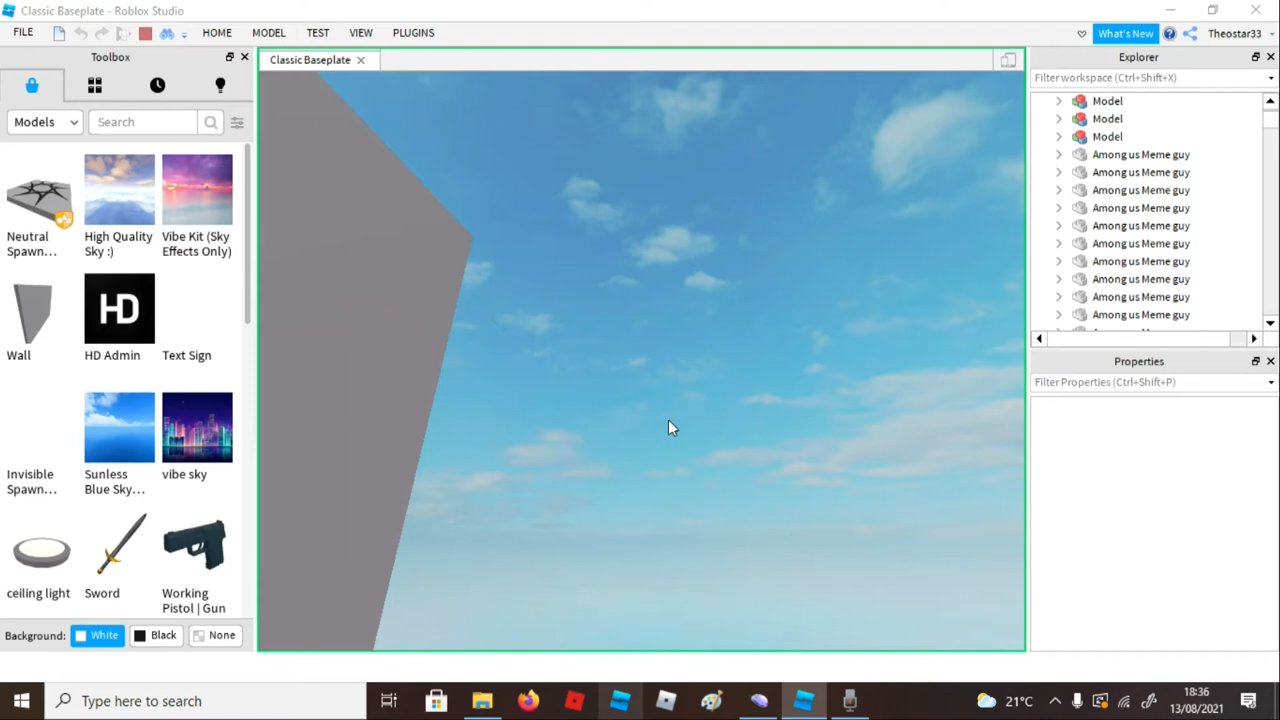 Classic Baseplate - Roblox Studio
FILE HOME MODEL TEST VIEW PLUGINS What's New Theostar33
Toolbox
Classic Baseplate
Explorer
Filter workspace (Ctrl+Shift+X)
Models Search
Model
Model
Model
Among us Meme guy
Among us Meme guy
Among us Meme guy
Among us Meme guy
Among us Meme guy
Among us Meme guy
Among us Meme guy
Among us Meme guy
Among us Meme guy
Among us Meme guy
Neutral Spawn...
High Quality Sky :)
Vibe Kit (Sky Effects Only)
HD
Wall
HD Admin
Text Sign
Properties
Filter Properties (Ctrl+Shift+P)
Invisible Spawn...
Sunless Blue Sky...
vibe sky
ceiling light
Sword
Working Pistol | Gun
Background: White Black None
Type here to search
21°C
18:36
13/08/2021